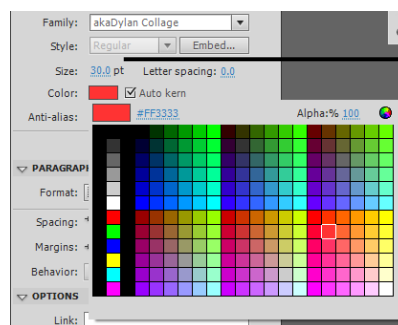 Family: akaDylan Collage
Style: Regular Embed...
Size: 30.0 pt Letter spacing: 0.0
Color: Auto kern
Anti-alias: #FF3333 Alpha:% 100
PARAGRAPH
Format:
Spacing:
Margins:
Behavior:
OPTIONS
Link: